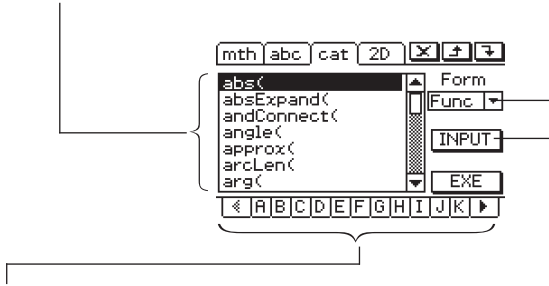 mth abc cat 2D
abs( Form
absExpand( Func
andConnect(
angle( INPUT
approx(
arcLen(
arg( EXE
A B C D E F G H I J K